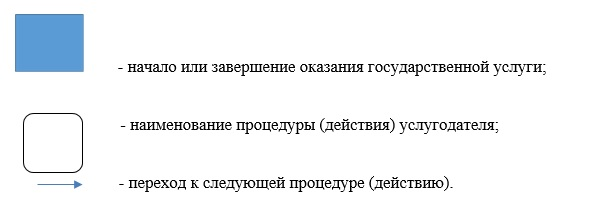 - начало или завершение оказания государственной услуги;
- наименование процедуры (действия) услугодателя;
- переход к следующей процедуре (действию).